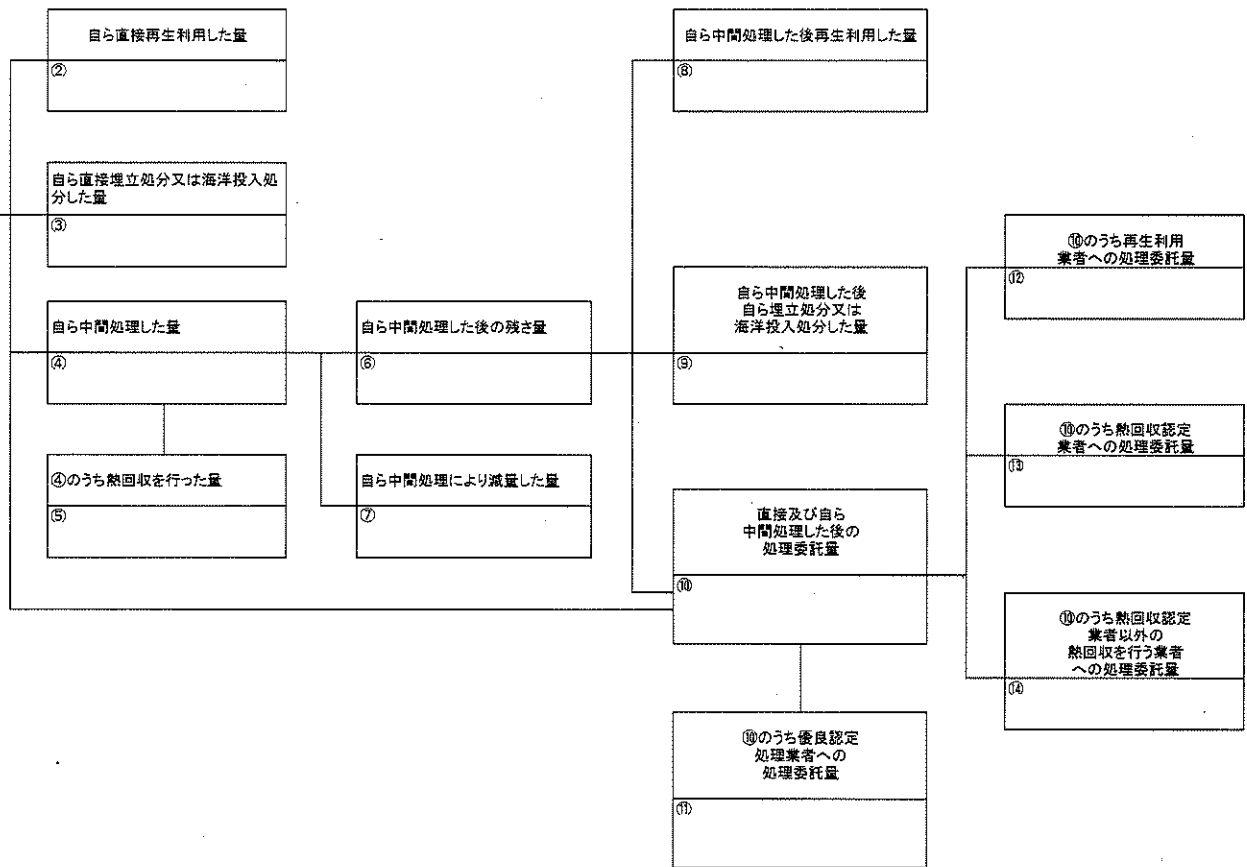 自ら直接再生利用した量
②
自ら直接埋立処分又は海洋投入処
分した量
③
自ら中間処理した量
④
④のうち熱回収を行った量
⑤
自ら中間処理した後の残さ量
⑥
自ら中間処理により減量した量
⑦
自ら中間処理した後再生利用した量
⑧
自ら中間処理した後
自ら埋立処分又は
海洋投入処分した量
⑨
直接及び自ら
中間処理した後の
処理委託量
⑩
⑩のうち優良認定
処理業者への
処理委託量
⑪
⑩のうち再生利用
業者への処理委託量
⑫
⑩のうち熱回収認定
業者への処理委託量
⑬
⑩のうち熱回収認定
業者以外の
熱回収を行う業者
への処理委託量
⑭